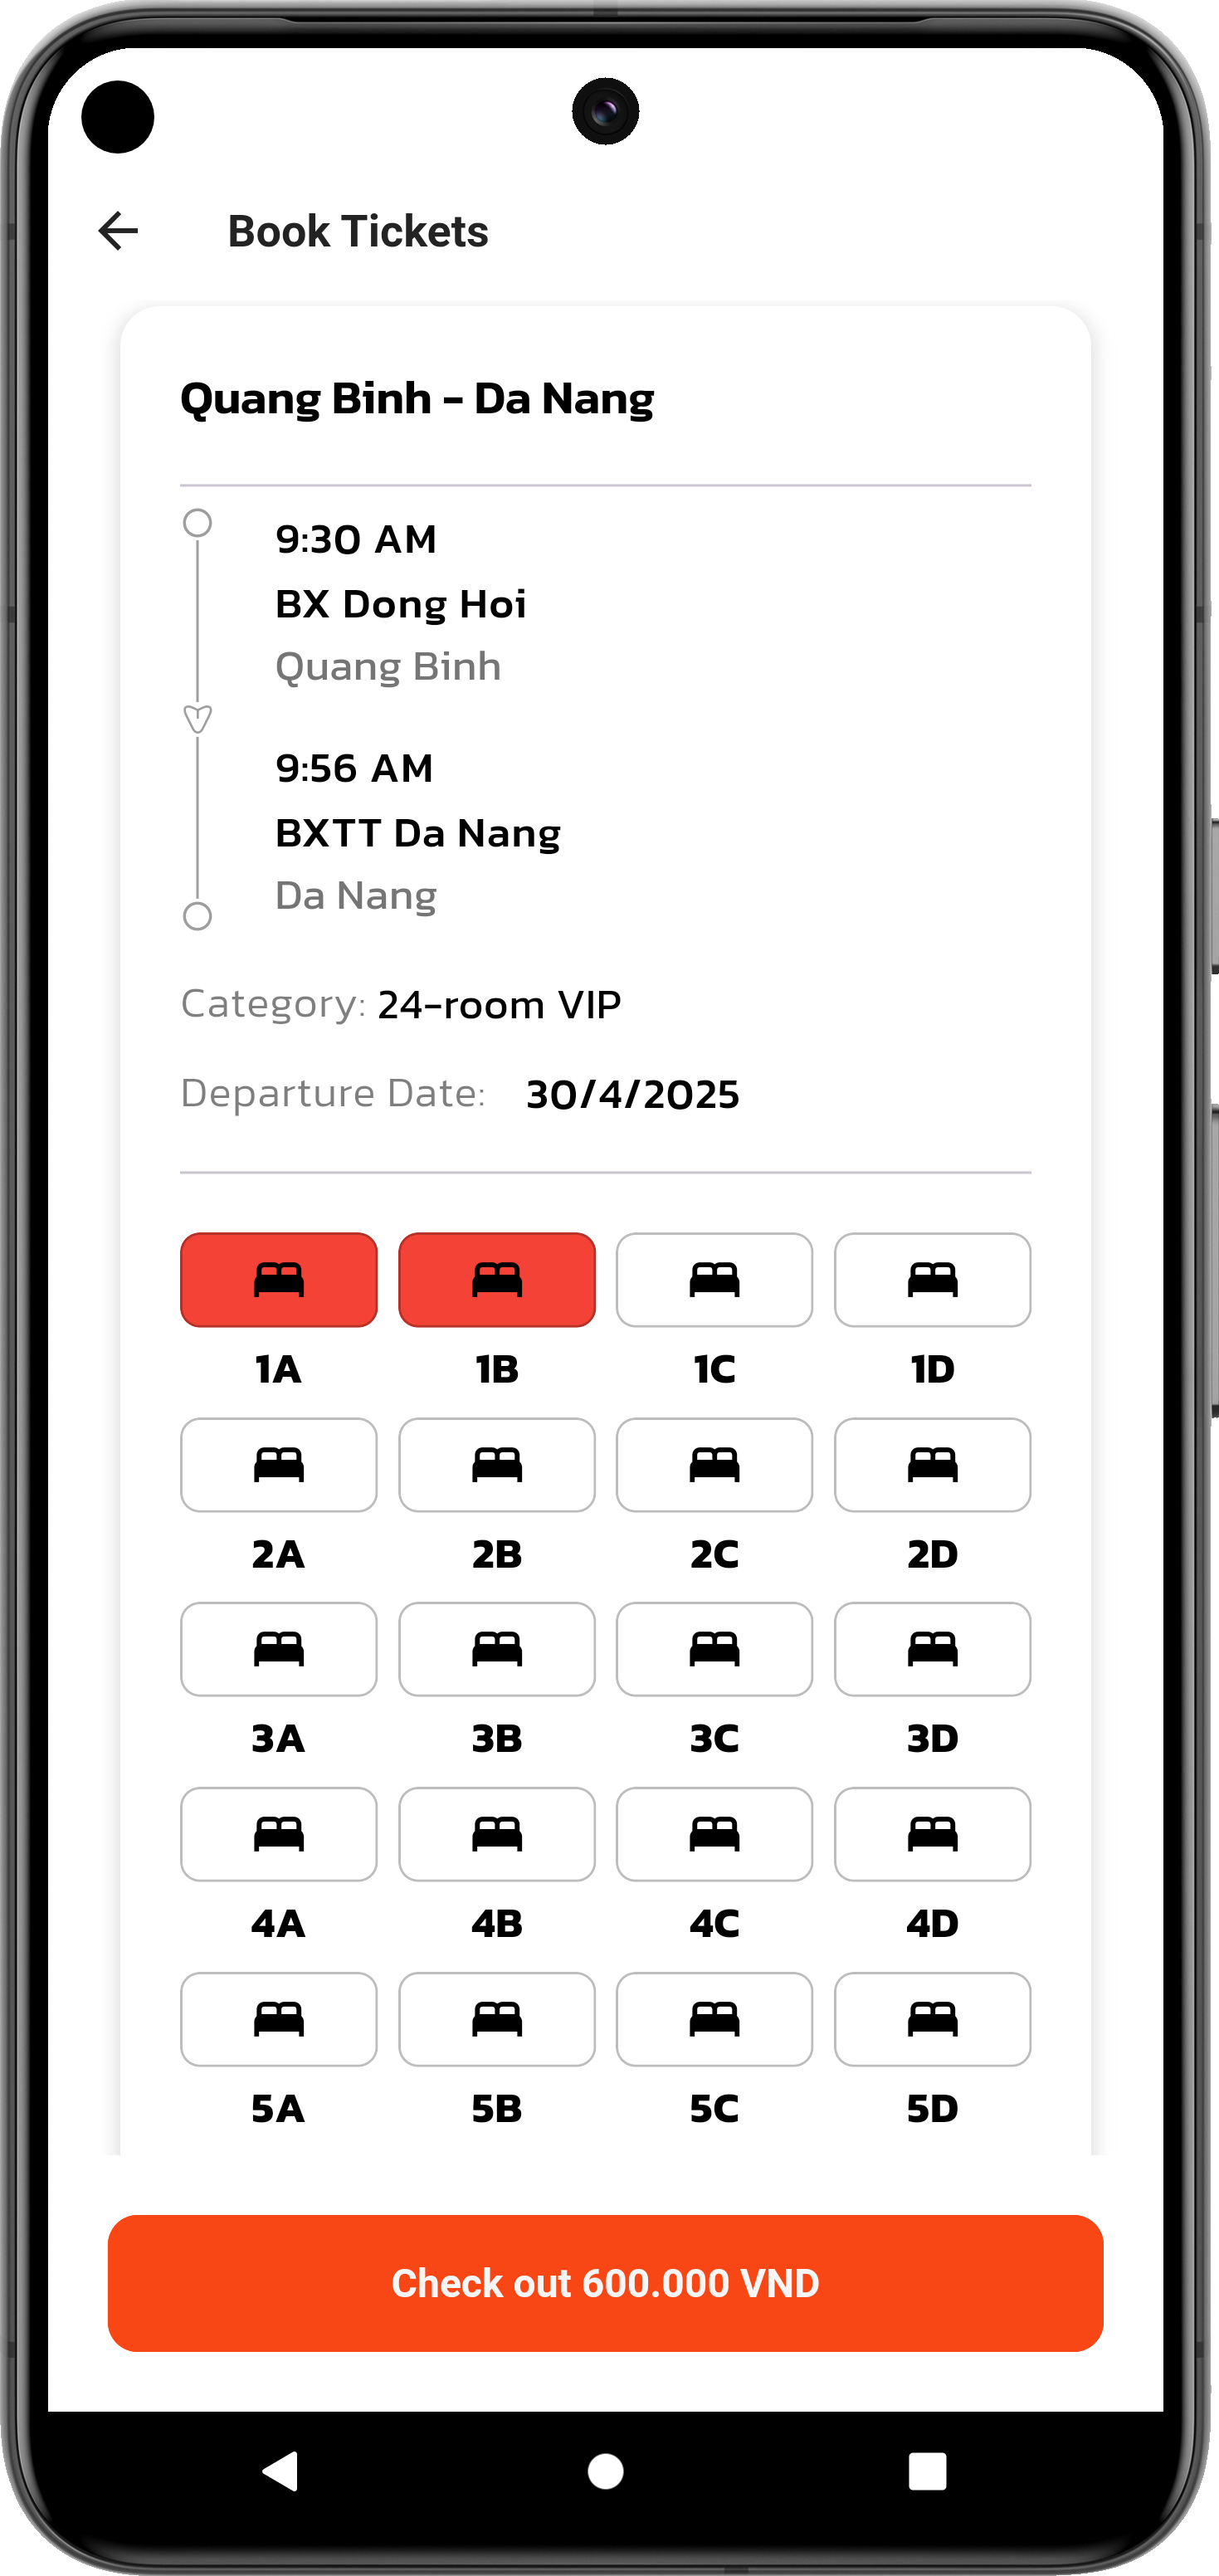 Book Tickets
Quang Binh - Da Nang
9:30 AM
BX Dong Hoi
Quang Binh
9:56 AM
BXTT Da Nang
Da Nang
Category: 24-room VIP
Departure Date: 30/4/2025
1A 1B 1C 1D
2A 2B 2C 2D
3A 3B 3C 3D
4A 4B 4C 4D
5A 5B 5C 5D
Check out 600.000 VND